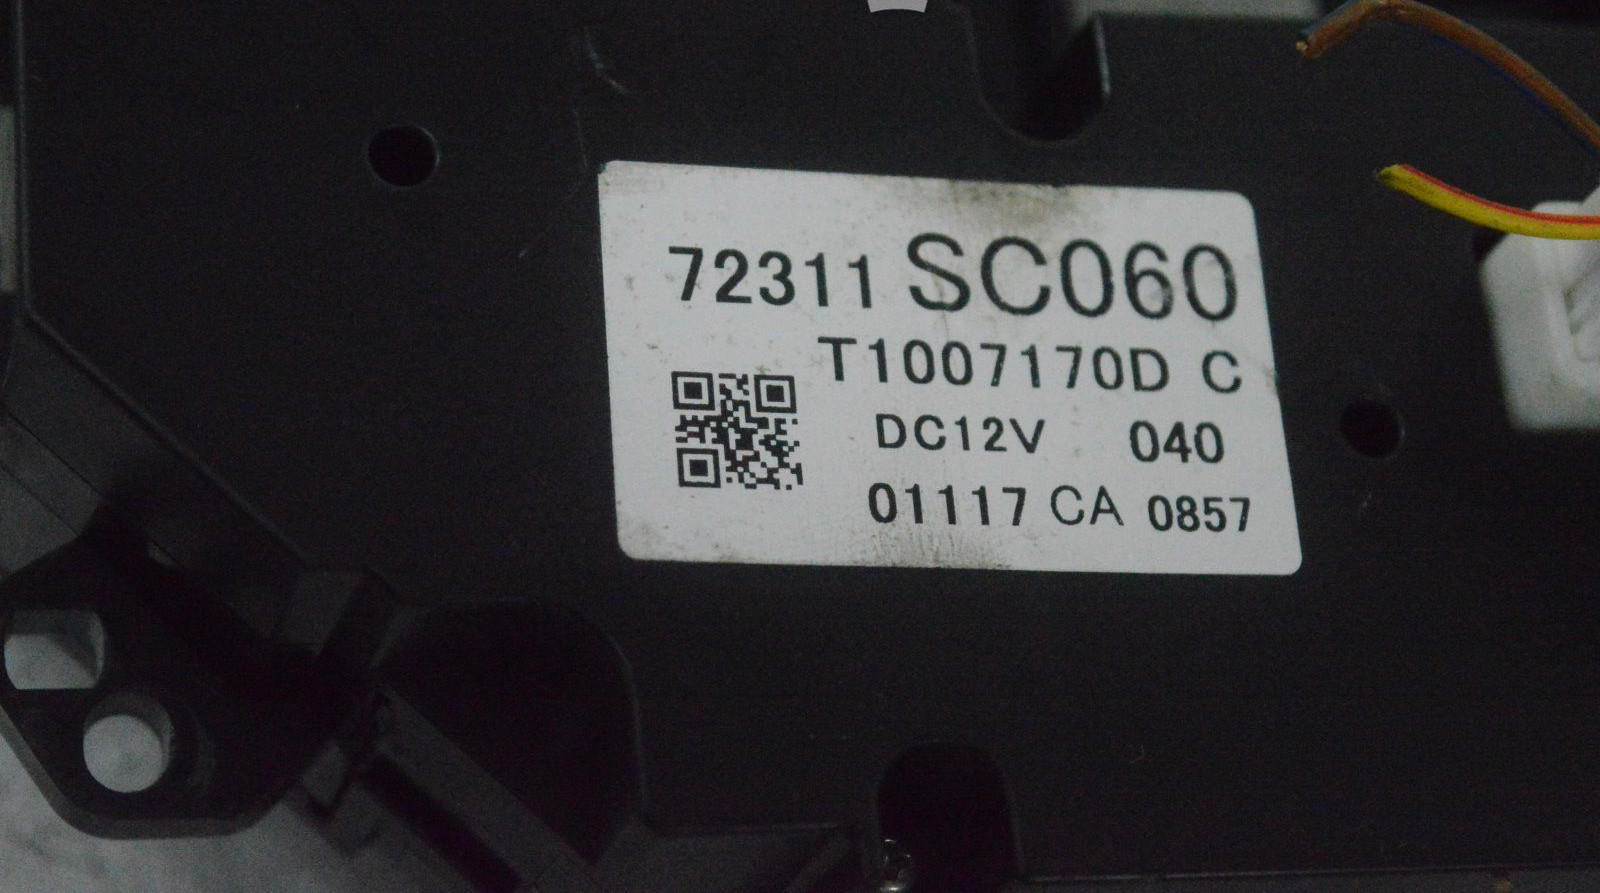 72311 SC060
T1007170D C
DC12V 040
01117 CA 0857